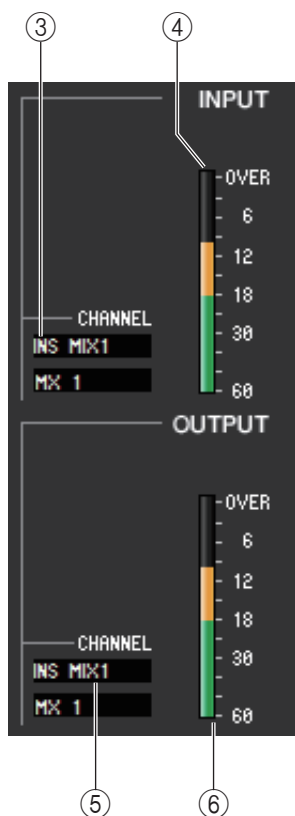 ③ ④
INPUT
OVER
6
12
18
30
60
CHANNEL
INS MIX1
MX 1
OUTPUT
OVER
6
12
18
30
60
CHANNEL
INS MIX1
MX 1
⑤ ⑥